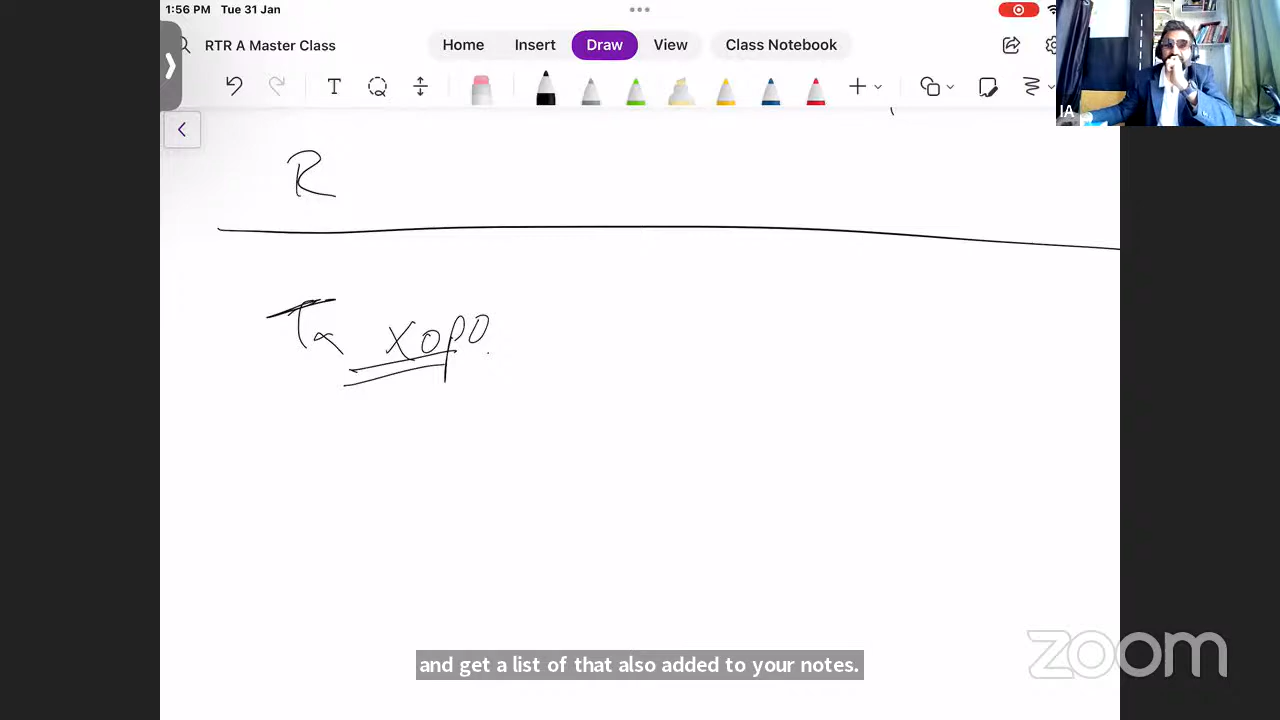 1:56 PM Tue 31 Jan
RTR A Master Class
Home Insert Draw View Class Notebook
T
IA
R
Tx XOPO
and get a list of that also added to your notes.
zoom